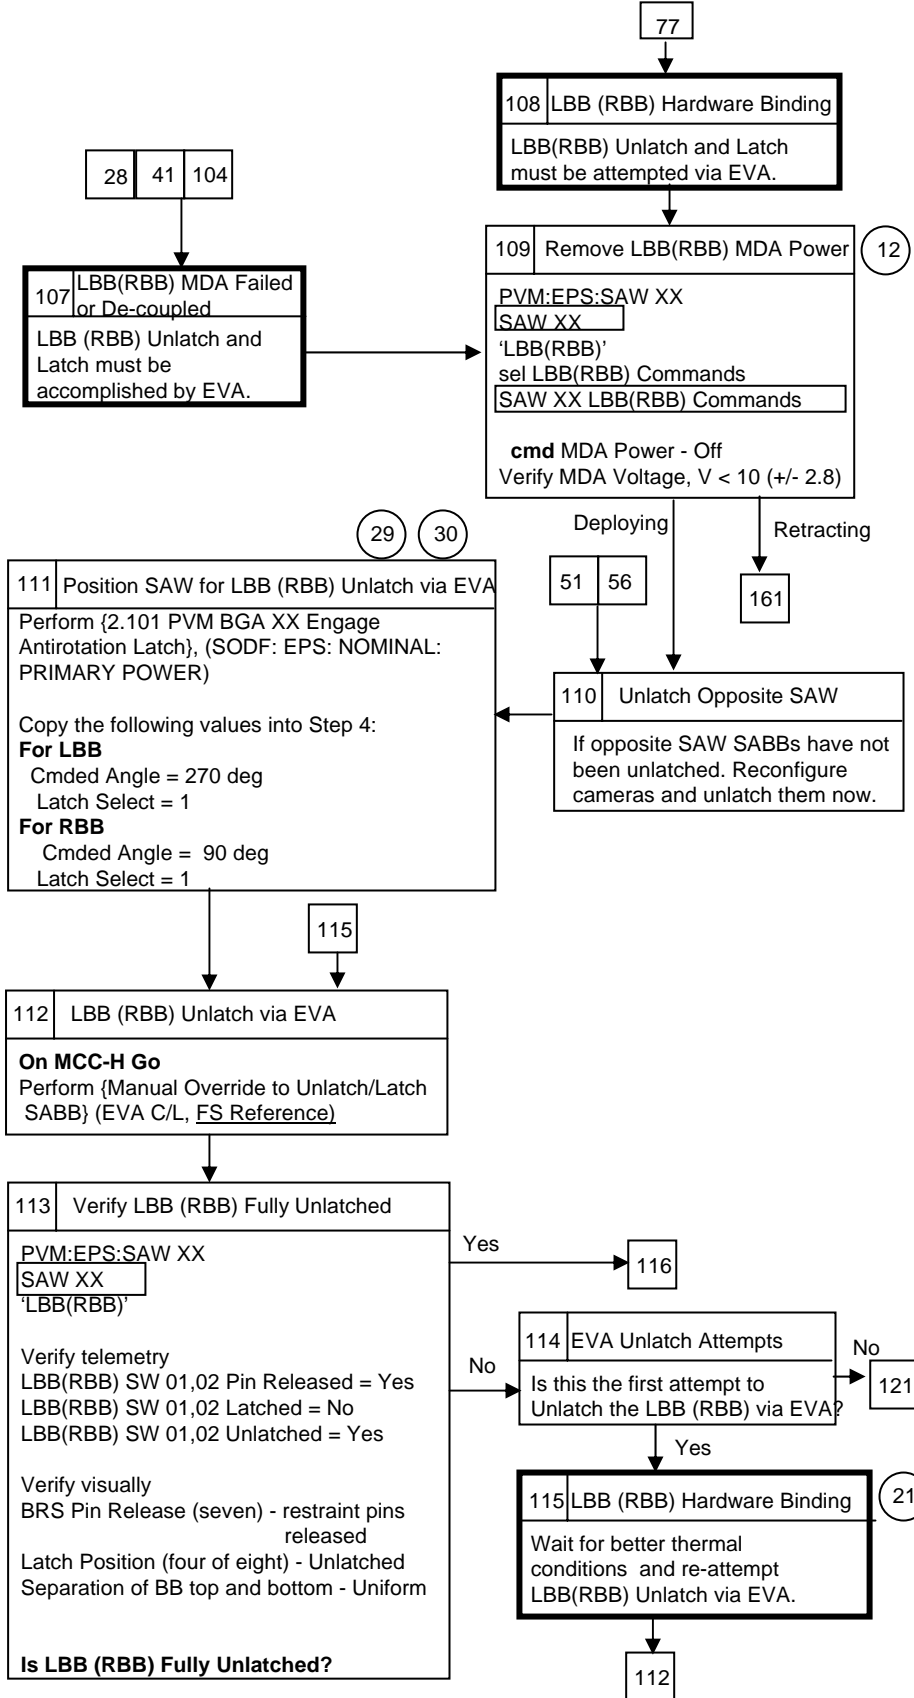 77
108 LBB (RBB) Hardware Binding
LBB(RBB) Unlatch and Latch
must be attempted via EVA.
28 41 104
107 LBB(RBB) MDA Failed
or De-coupled
LBB (RBB) Unlatch and
Latch must be
accomplished by EVA.
109 Remove LBB(RBB) MDA Power
12
PVM:EPS:SAW XX
SAW XX
‘LBB(RBB)’
sel LBB(RBB) Commands
SAW XX LBB(RBB) Commands
cmd MDA Power - Off
Verify MDA Voltage, V < 10 (+/- 2.8)
Deploying
Retracting
161
51 56
110 Unlatch Opposite SAW
If opposite SAW SABBs have not
been unlatched. Reconfigure
cameras and unlatch them now.
29 30
111 Position SAW for LBB (RBB) Unlatch via EVA
Perform {2.101 PVM BGA XX Engage
Antirotation Latch}, (SODF: EPS: NOMINAL:
PRIMARY POWER)
Copy the following values into Step 4:
For LBB
Cmded Angle = 270 deg
Latch Select = 1
For RBB
Cmded Angle = 90 deg
Latch Select = 1
115
112 LBB (RBB) Unlatch via EVA
On MCC-H Go
Perform {Manual Override to Unlatch/Latch
SABB} (EVA C/L, FS Reference)
113 Verify LBB (RBB) Fully Unlatched
PVM:EPS:SAW XX
SAW XX
‘LBB(RBB)’
Verify telemetry
LBB(RBB) SW 01,02 Pin Released = Yes
LBB(RBB) SW 01,02 Latched = No
LBB(RBB) SW 01,02 Unlatched = Yes
Verify visually
BRS Pin Release (seven) - restraint pins
released
Latch Position (four of eight) - Unlatched
Separation of BB top and bottom - Uniform
Is LBB (RBB) Fully Unlatched?
Yes
116
No
114 EVA Unlatch Attempts
Is this the first attempt to
Unlatch the LBB (RBB) via EVA?
No
121
Yes
115 LBB (RBB) Hardware Binding
21
Wait for better thermal
conditions and re-attempt
LBB(RBB) Unlatch via EVA.
112